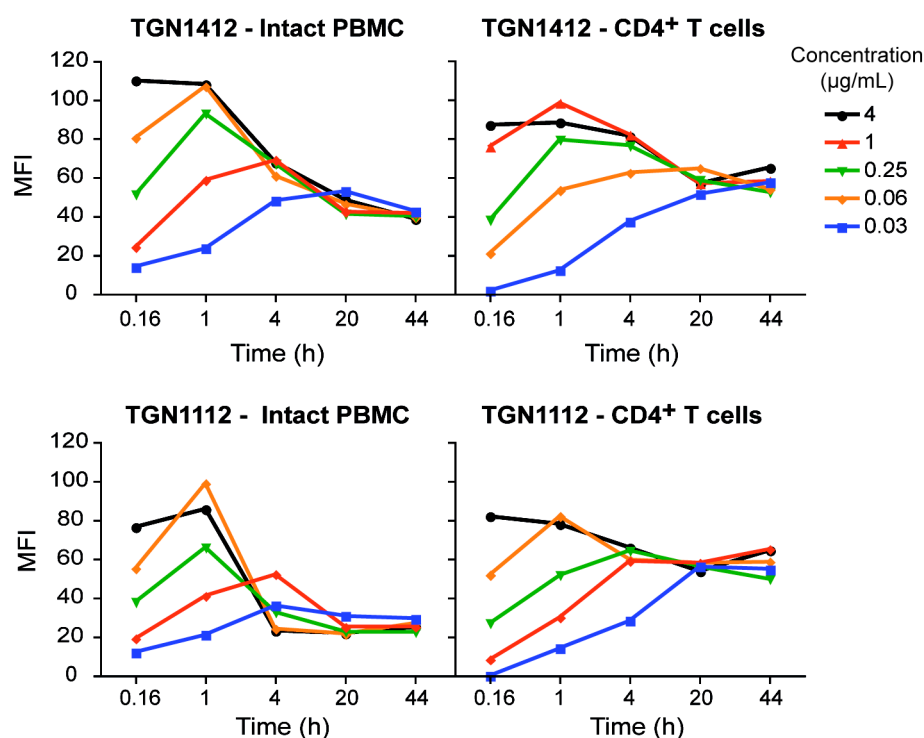 TGN1412 - Intact PBMC
TGN1412 - CD4+ T cells
Concentration
(µg/mL)
4
1
0.25
0.06
0.03
MFI
120
100
80
60
40
20
0
0.16 1 4 20 44
0.16 1 4 20 44
Time (h)
Time (h)
TGN1112 - Intact PBMC
TGN1112 - CD4+ T cells
MFI
120
100
80
60
40
20
0
0.16 1 4 20 44
0.16 1 4 20 44
Time (h)
Time (h)